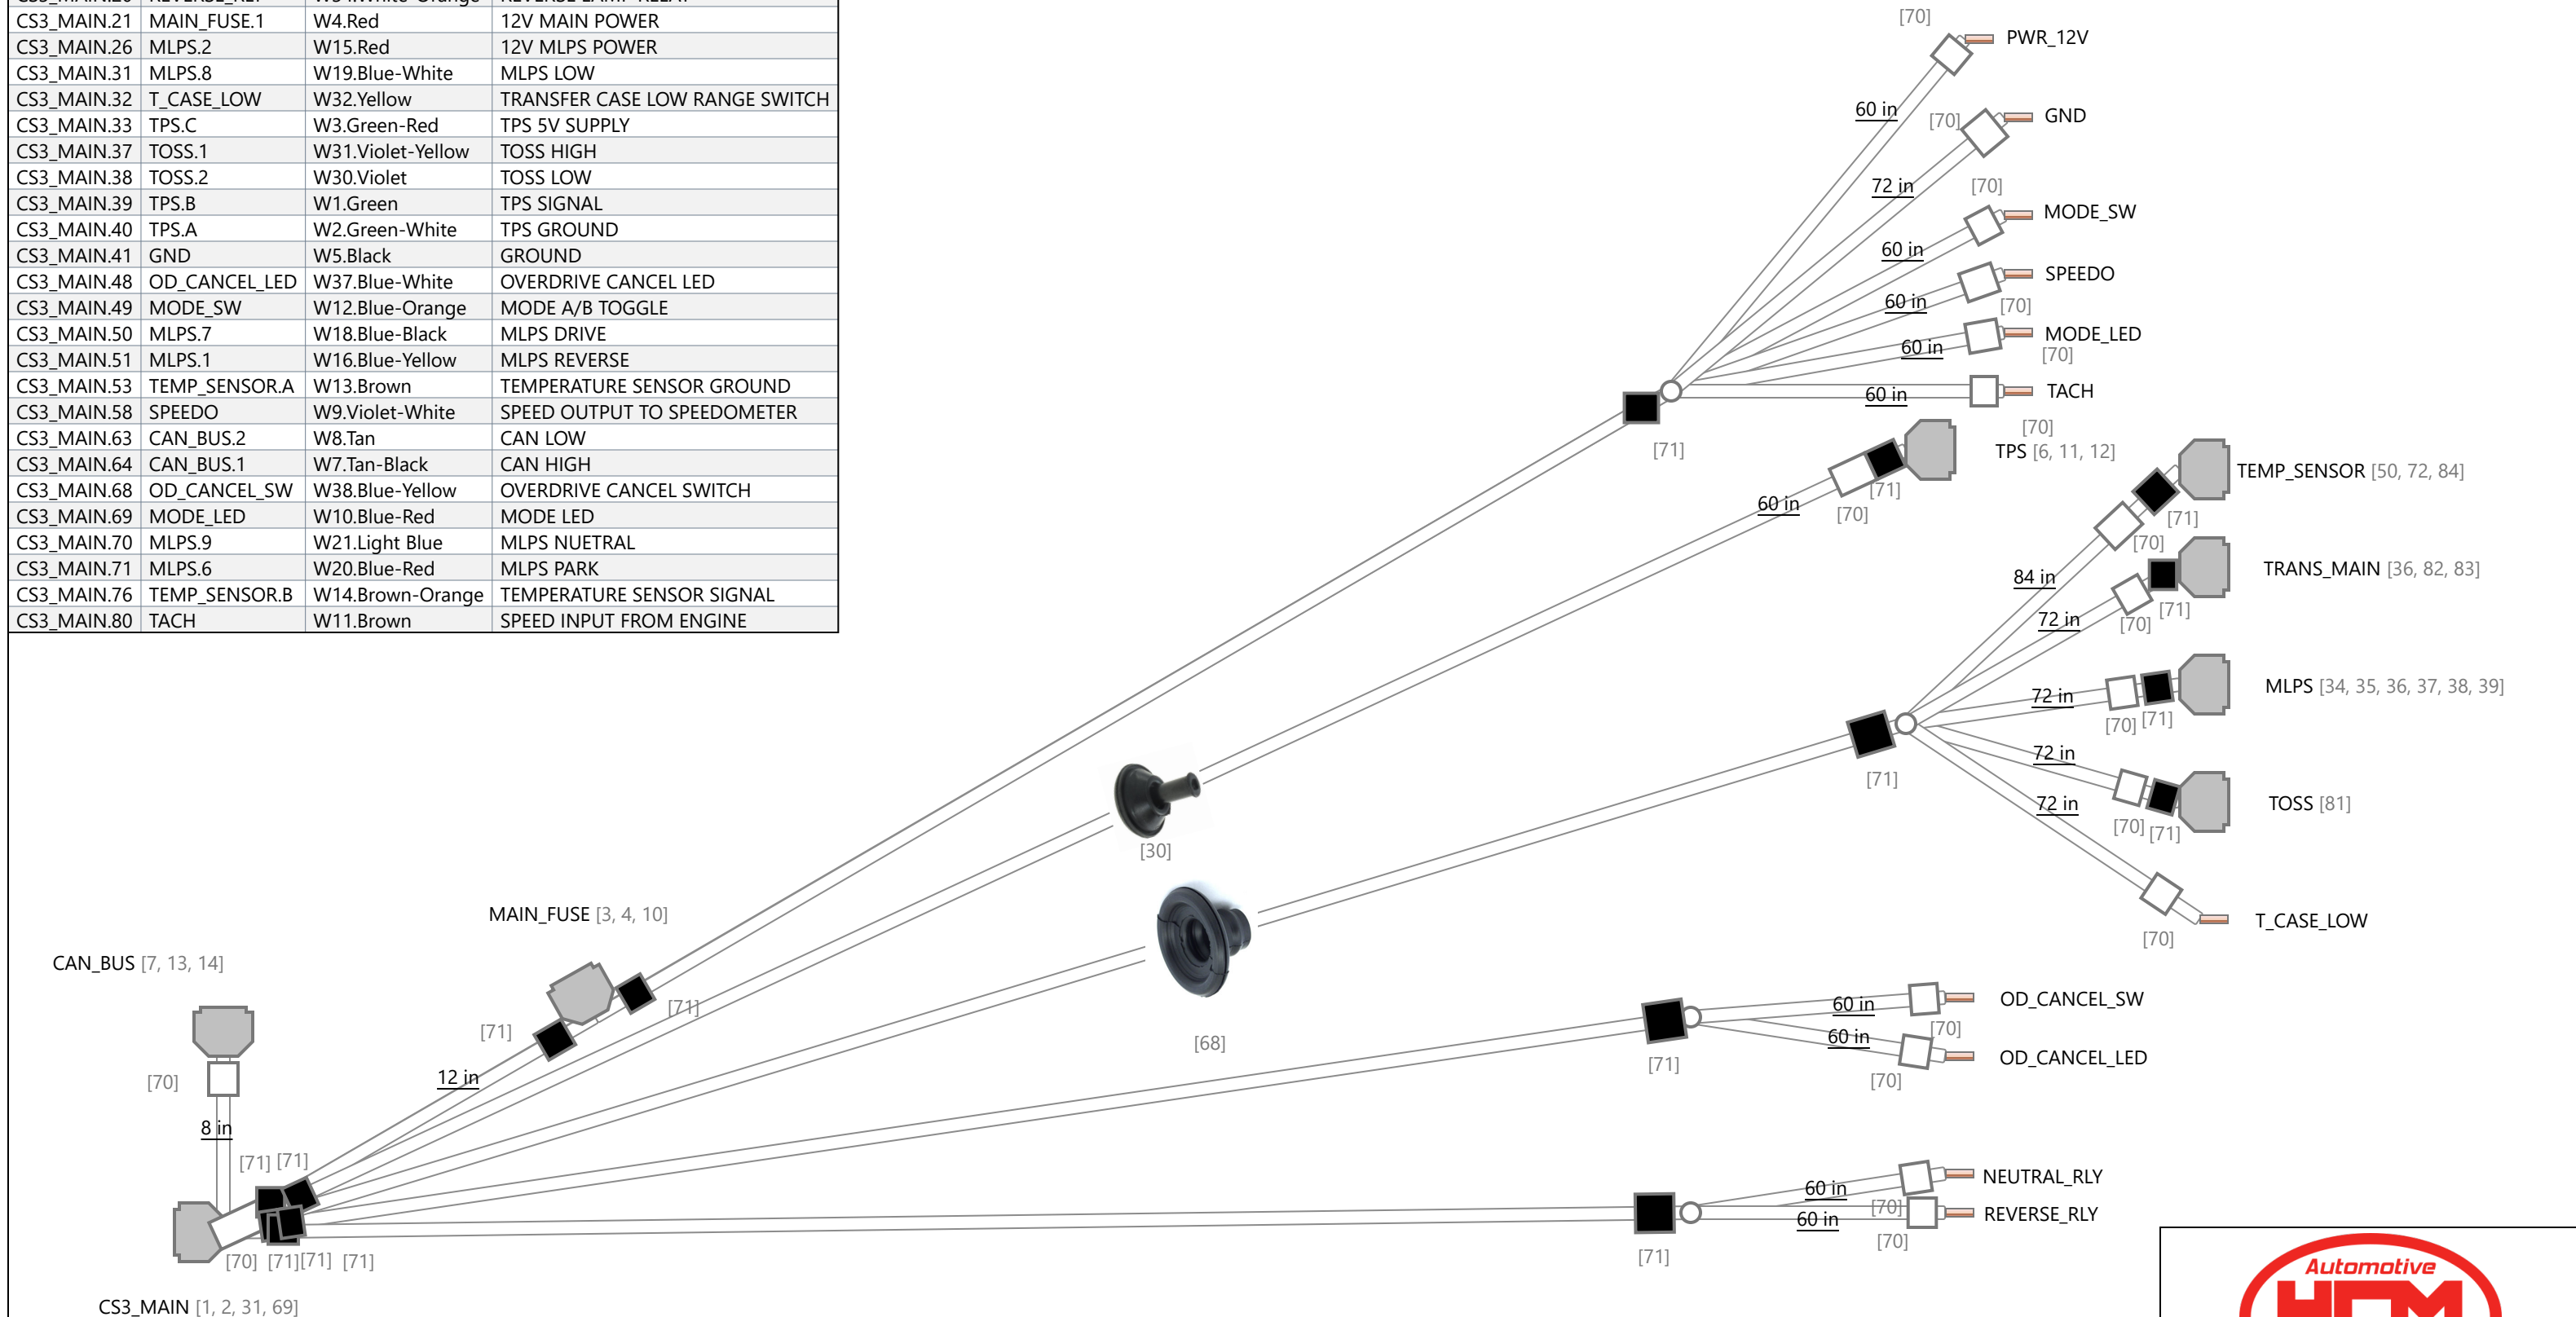 CS3_MAIN.21 MAIN_FUSE.1 W4.Red 12V MAIN POWER
CS3_MAIN.26 MLPS.2 W15.Red 12V MLPS POWER
CS3_MAIN.31 MLPS.8 W19.Blue-White MLPS LOW
CS3_MAIN.32 T_CASE_LOW W32.Yellow TRANSFER CASE LOW RANGE SWITCH
CS3_MAIN.33 TPS.C W3.Green-Red TPS 5V SUPPLY
CS3_MAIN.37 TOSS.1 W31.Violet-Yellow TOSS HIGH
CS3_MAIN.38 TOSS.2 W30.Violet TOSS LOW
CS3_MAIN.39 TPS.B W1.Green TPS SIGNAL
CS3_MAIN.40 TPS.A W2.Green-White TPS GROUND
CS3_MAIN.41 GND W5.Black GROUND
CS3_MAIN.48 OD_CANCEL_LED W37.Blue-White OVERDRIVE CANCEL LED
CS3_MAIN.49 MODE_SW W12.Blue-Orange MODE A/B TOGGLE
CS3_MAIN.50 MLPS.7 W18.Blue-Black MLPS DRIVE
CS3_MAIN.51 MLPS.1 W16.Blue-Yellow MLPS REVERSE
CS3_MAIN.53 TEMP_SENSOR.A W13.Brown TEMPERATURE SENSOR GROUND
CS3_MAIN.58 SPEEDO W9.Violet-White SPEED OUTPUT TO SPEEDOMETER
CS3_MAIN.63 CAN_BUS.2 W8.Tan CAN LOW
CS3_MAIN.64 CAN_BUS.1 W7.Tan-Black CAN HIGH
CS3_MAIN.68 OD_CANCEL_SW W38.Blue-Yellow OVERDRIVE CANCEL SWITCH
CS3_MAIN.69 MODE_LED W10.Blue-Red MODE LED
CS3_MAIN.70 MLPS.9 W21.Light Blue MLPS NUETRAL
CS3_MAIN.71 MLPS.6 W20.Blue-Red MLPS PARK
CS3_MAIN.76 TEMP_SENSOR.B W14.Brown-Orange TEMPERATURE SENSOR SIGNAL
CS3_MAIN.80 TACH W11.Brown SPEED INPUT FROM ENGINE
[70]
PWR_12V
60 in
[70]
GND
72 in
[70]
MODE_SW
60 in
SPEEDO
60 in
[70]
MODE_LED
60 in
[70]
TACH
60 in
[70]
[71]
TPS [6, 11, 12]
[71]
60 in
[70]
TEMP_SENSOR [50, 72, 84]
[71]
[70]
84 in
TRANS_MAIN [36, 82, 83]
[71]
72 in
[70]
MLPS [34, 35, 36, 37, 38, 39]
72 in
[70] [71]
72 in
[71]
72 in
TOSS [81]
[70] [71]
T_CASE_LOW
[70]
[30]
[68]
MAIN_FUSE [3, 4, 10]
[71]
[71]
12 in
CAN_BUS [7, 13, 14]
[70]
8 in
[71] [71]
[70] [71] [71] [71]
CS3_MAIN [1, 2, 31, 69]
OD_CANCEL_SW
60 in
[70]
60 in
OD_CANCEL_LED
[71]
[70]
NEUTRAL_RLY
60 in
[70]
REVERSE_RLY
60 in
[70]
[71]
Automotive